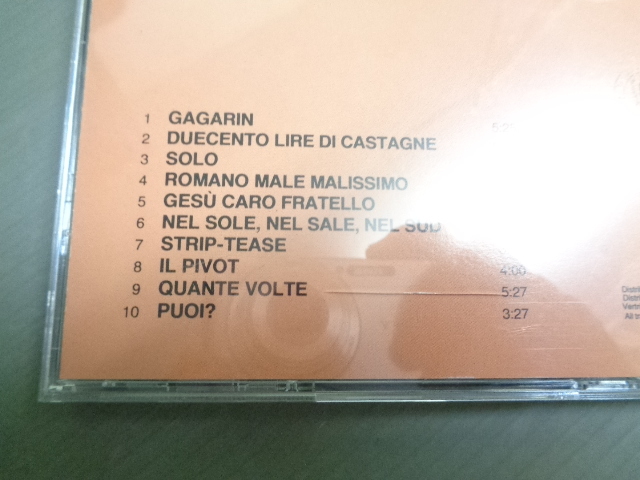 1 GAGARIN
2 DUECENTO LIRE DI CASTAGNE
3 SOLO
4 ROMANO MALE MALISSIMO
5 GESÙ CARO FRATELLO
6 NEL SOLE, NEL SALE, NEL SUD
7 STRIP-TEASE
8 IL PIVOT 4:00
9 QUANTE VOLTE 5:27
10 PUOI? 3:27